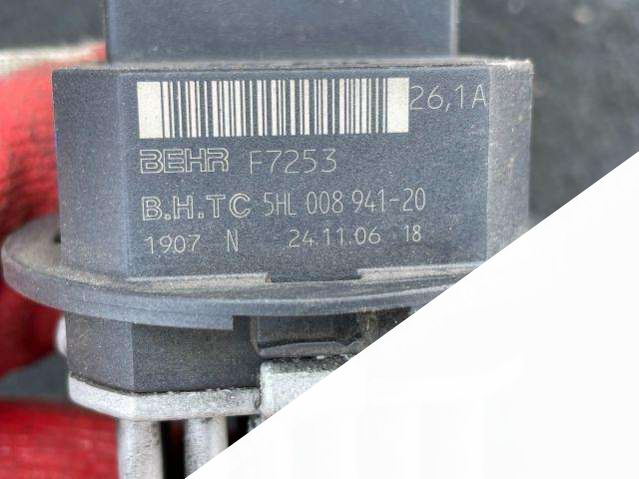 26,1A
BEHR F7253
B.H.TC 5HL 008 941-20
1907 N 24.11.06 18